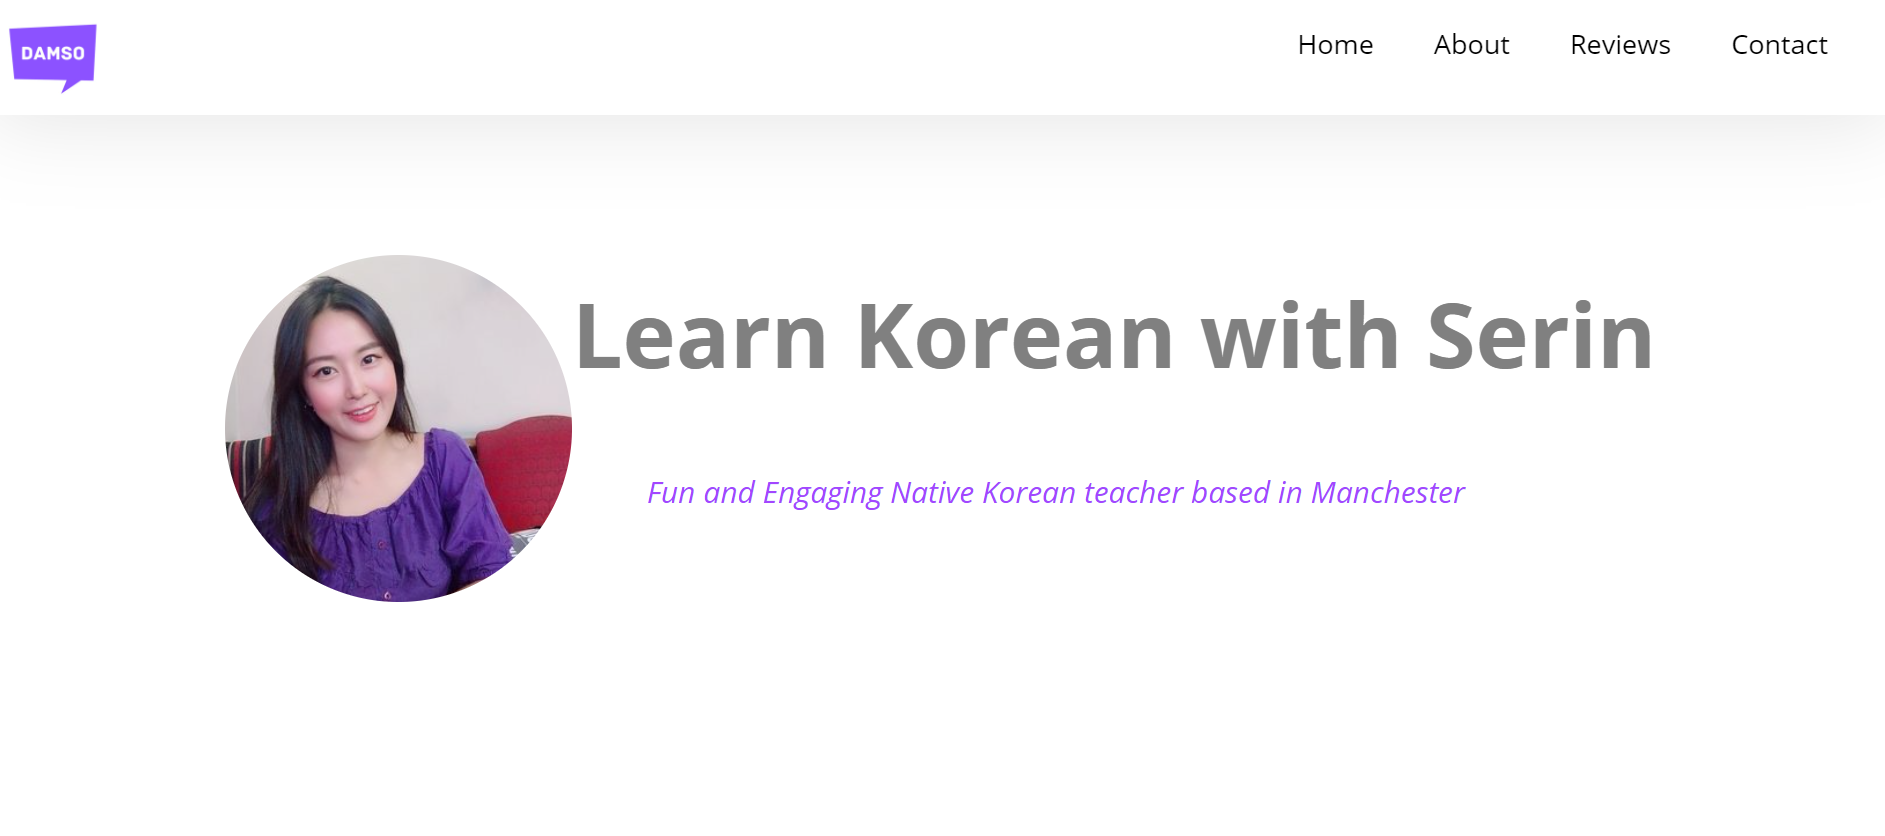 DAMSO
Home About Reviews Contact
Learn Korean with Serin
Fun and Engaging Native Korean teacher based in Manchester